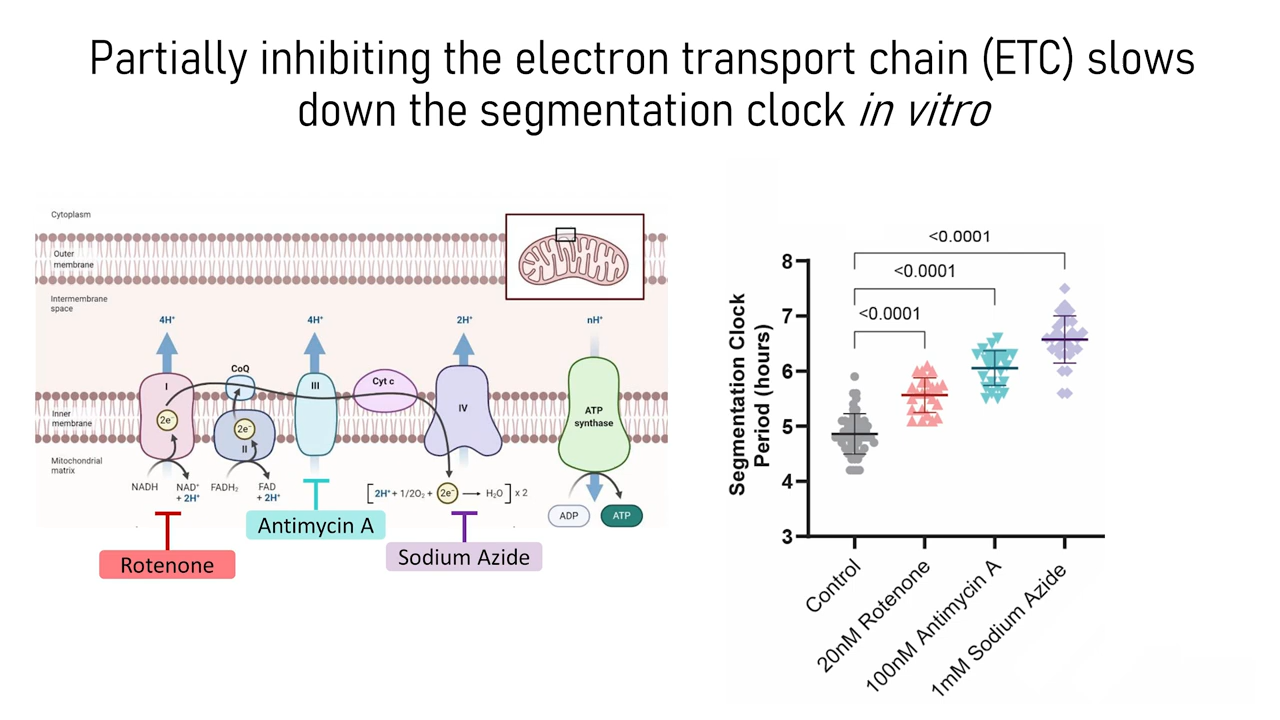 Partially inhibiting the electron transport chain (ETC) slows
down the segmentation clock in vitro
Cytoplasm
Outer
membrane
Intermembrane
space
4H⁺
4H⁺
2H⁺
nH⁺
CoQ
I
III
Cyt c
IV
2e⁻
2e⁻
II
ATP
synthase
Inner
membrane
Mitochondrial
matrix
NADH
NAD⁺
+ 2H⁺
FADH₂
FAD
+ 2H⁺
[2H⁺ + 1/2O₂ + 2e⁻ → H₂O] x 2
ADP
ATP
Antimycin A
Sodium Azide
Rotenone
Segmentation Clock
Period (hours)
8
7
6
5
4
3
<0.0001
<0.0001
<0.0001
Control
20nM Rotenone
100nM Antimycin A
1mM Sodium Azide